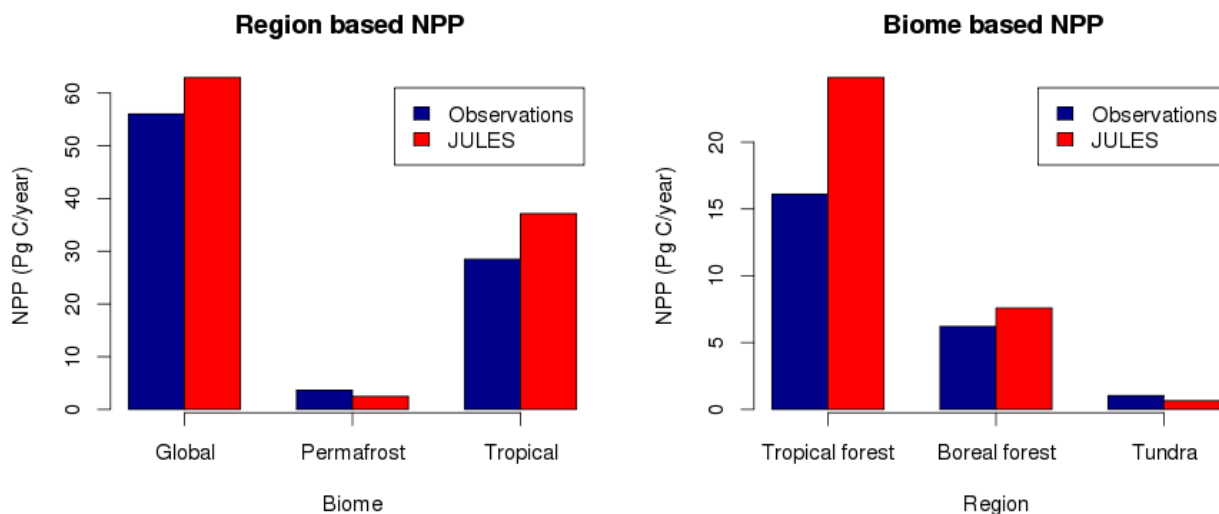 Region based NPP
NPP (Pg C/year)
60
50
40
30
20
10
0
Observations
JULES
Global Permafrost Tropical
Biome
Biome based NPP
NPP (Pg C/year)
20
15
10
5
0
Observations
JULES
Tropical forest Boreal forest Tundra
Region